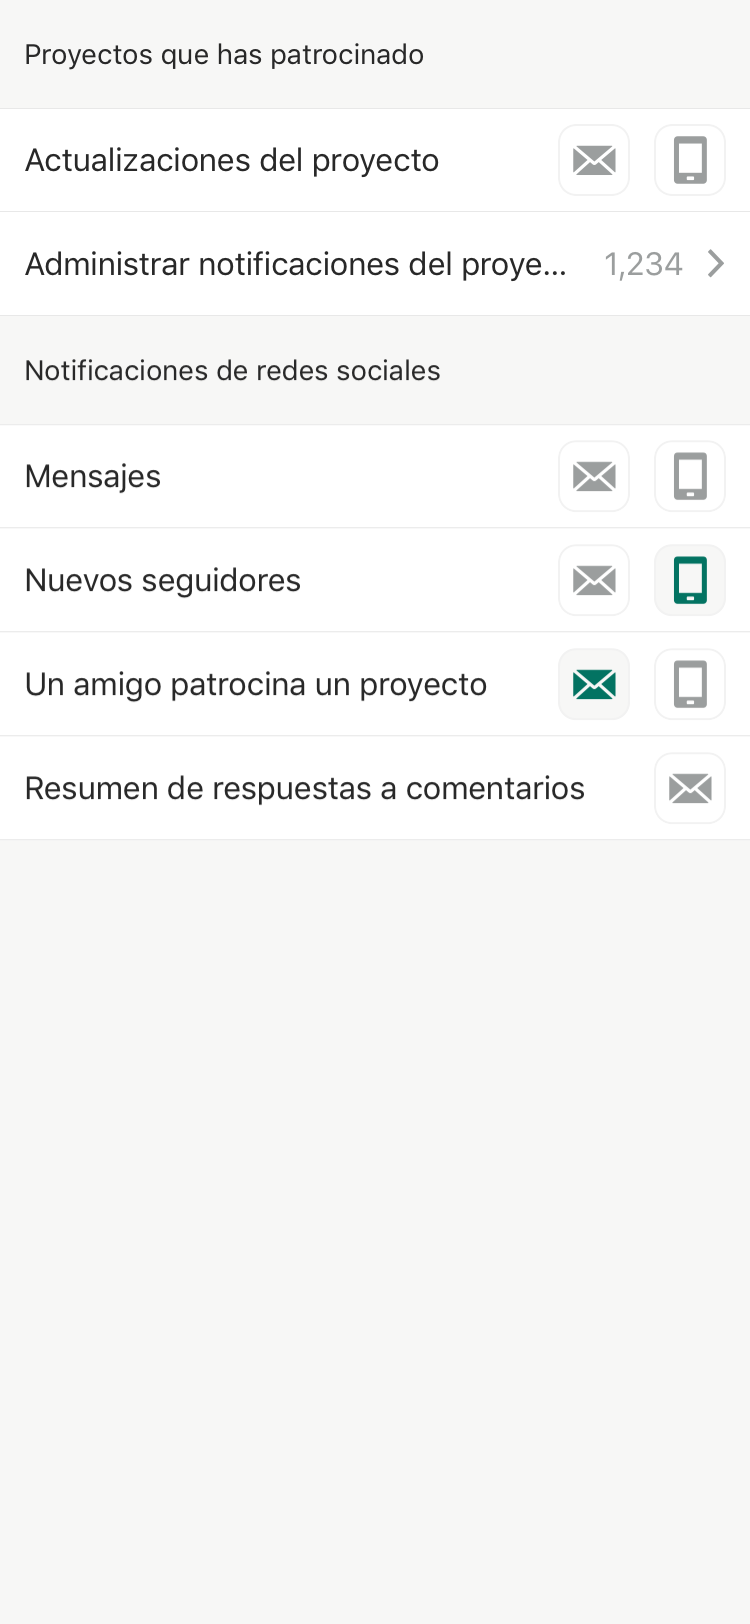 Proyectos que has patrocinado
Actualizaciones del proyecto
Administrar notificaciones del proye... 1,234
Notificaciones de redes sociales
Mensajes
Nuevos seguidores
Un amigo patrocina un proyecto
Resumen de respuestas a comentarios